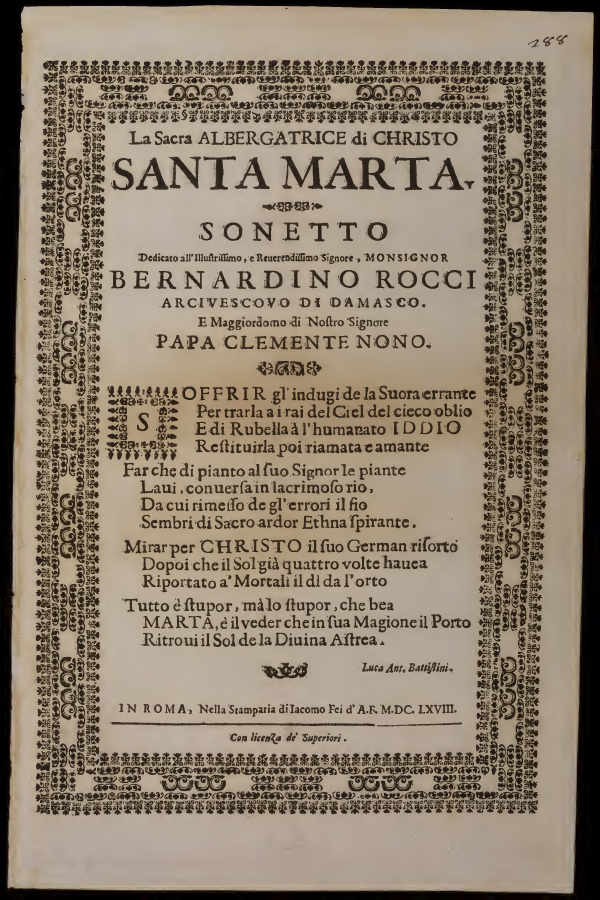 288
La Sacra ALBERGATRICE di CHRISTO
SANTA MARTA.
SONETTO
Dedicato all'Illuſtriſſimo, e Reuerendiſſimo Signore, MONSIGNOR
BERNARDINO ROCCI
ARCIVESCOVO DI DAMASCO.
E Maggiordomo di Noſtro Signore
PAPA CLEMENTE NONO.
SOFFRIR gl'indugi de la Suora errante
Per trarla a i rai del Ciel del cieco oblio
E di Rubella à l'humanato IDDIO
Reſtituirla poi riamata e amante
Far che di pianto al ſuo Signor le piante
Laui, conuerſa in lacrimoſo rio,
Da cui rimeſſo de gl'errori il fio
Sembri di Sacro ardor Ethna ſpirante.
Mirar per CHRISTO il ſuo German riſorto
Dopoi che il Sol già quattro volte hauea
Riportato a' Mortali il dì da l'orto
Tutto è ſtupor, mà lo ſtupor, che bea
MARTA, è il veder che in ſua Magione il Porto
Ritroui il Sol de la Diuina Aſtrea.
Luca Ant. Battiſtini.
IN ROMA, Nella Stamparia di Iacomo Fei d'A.F. M.DC. LXVIII.
Con licenza de' Superiori.